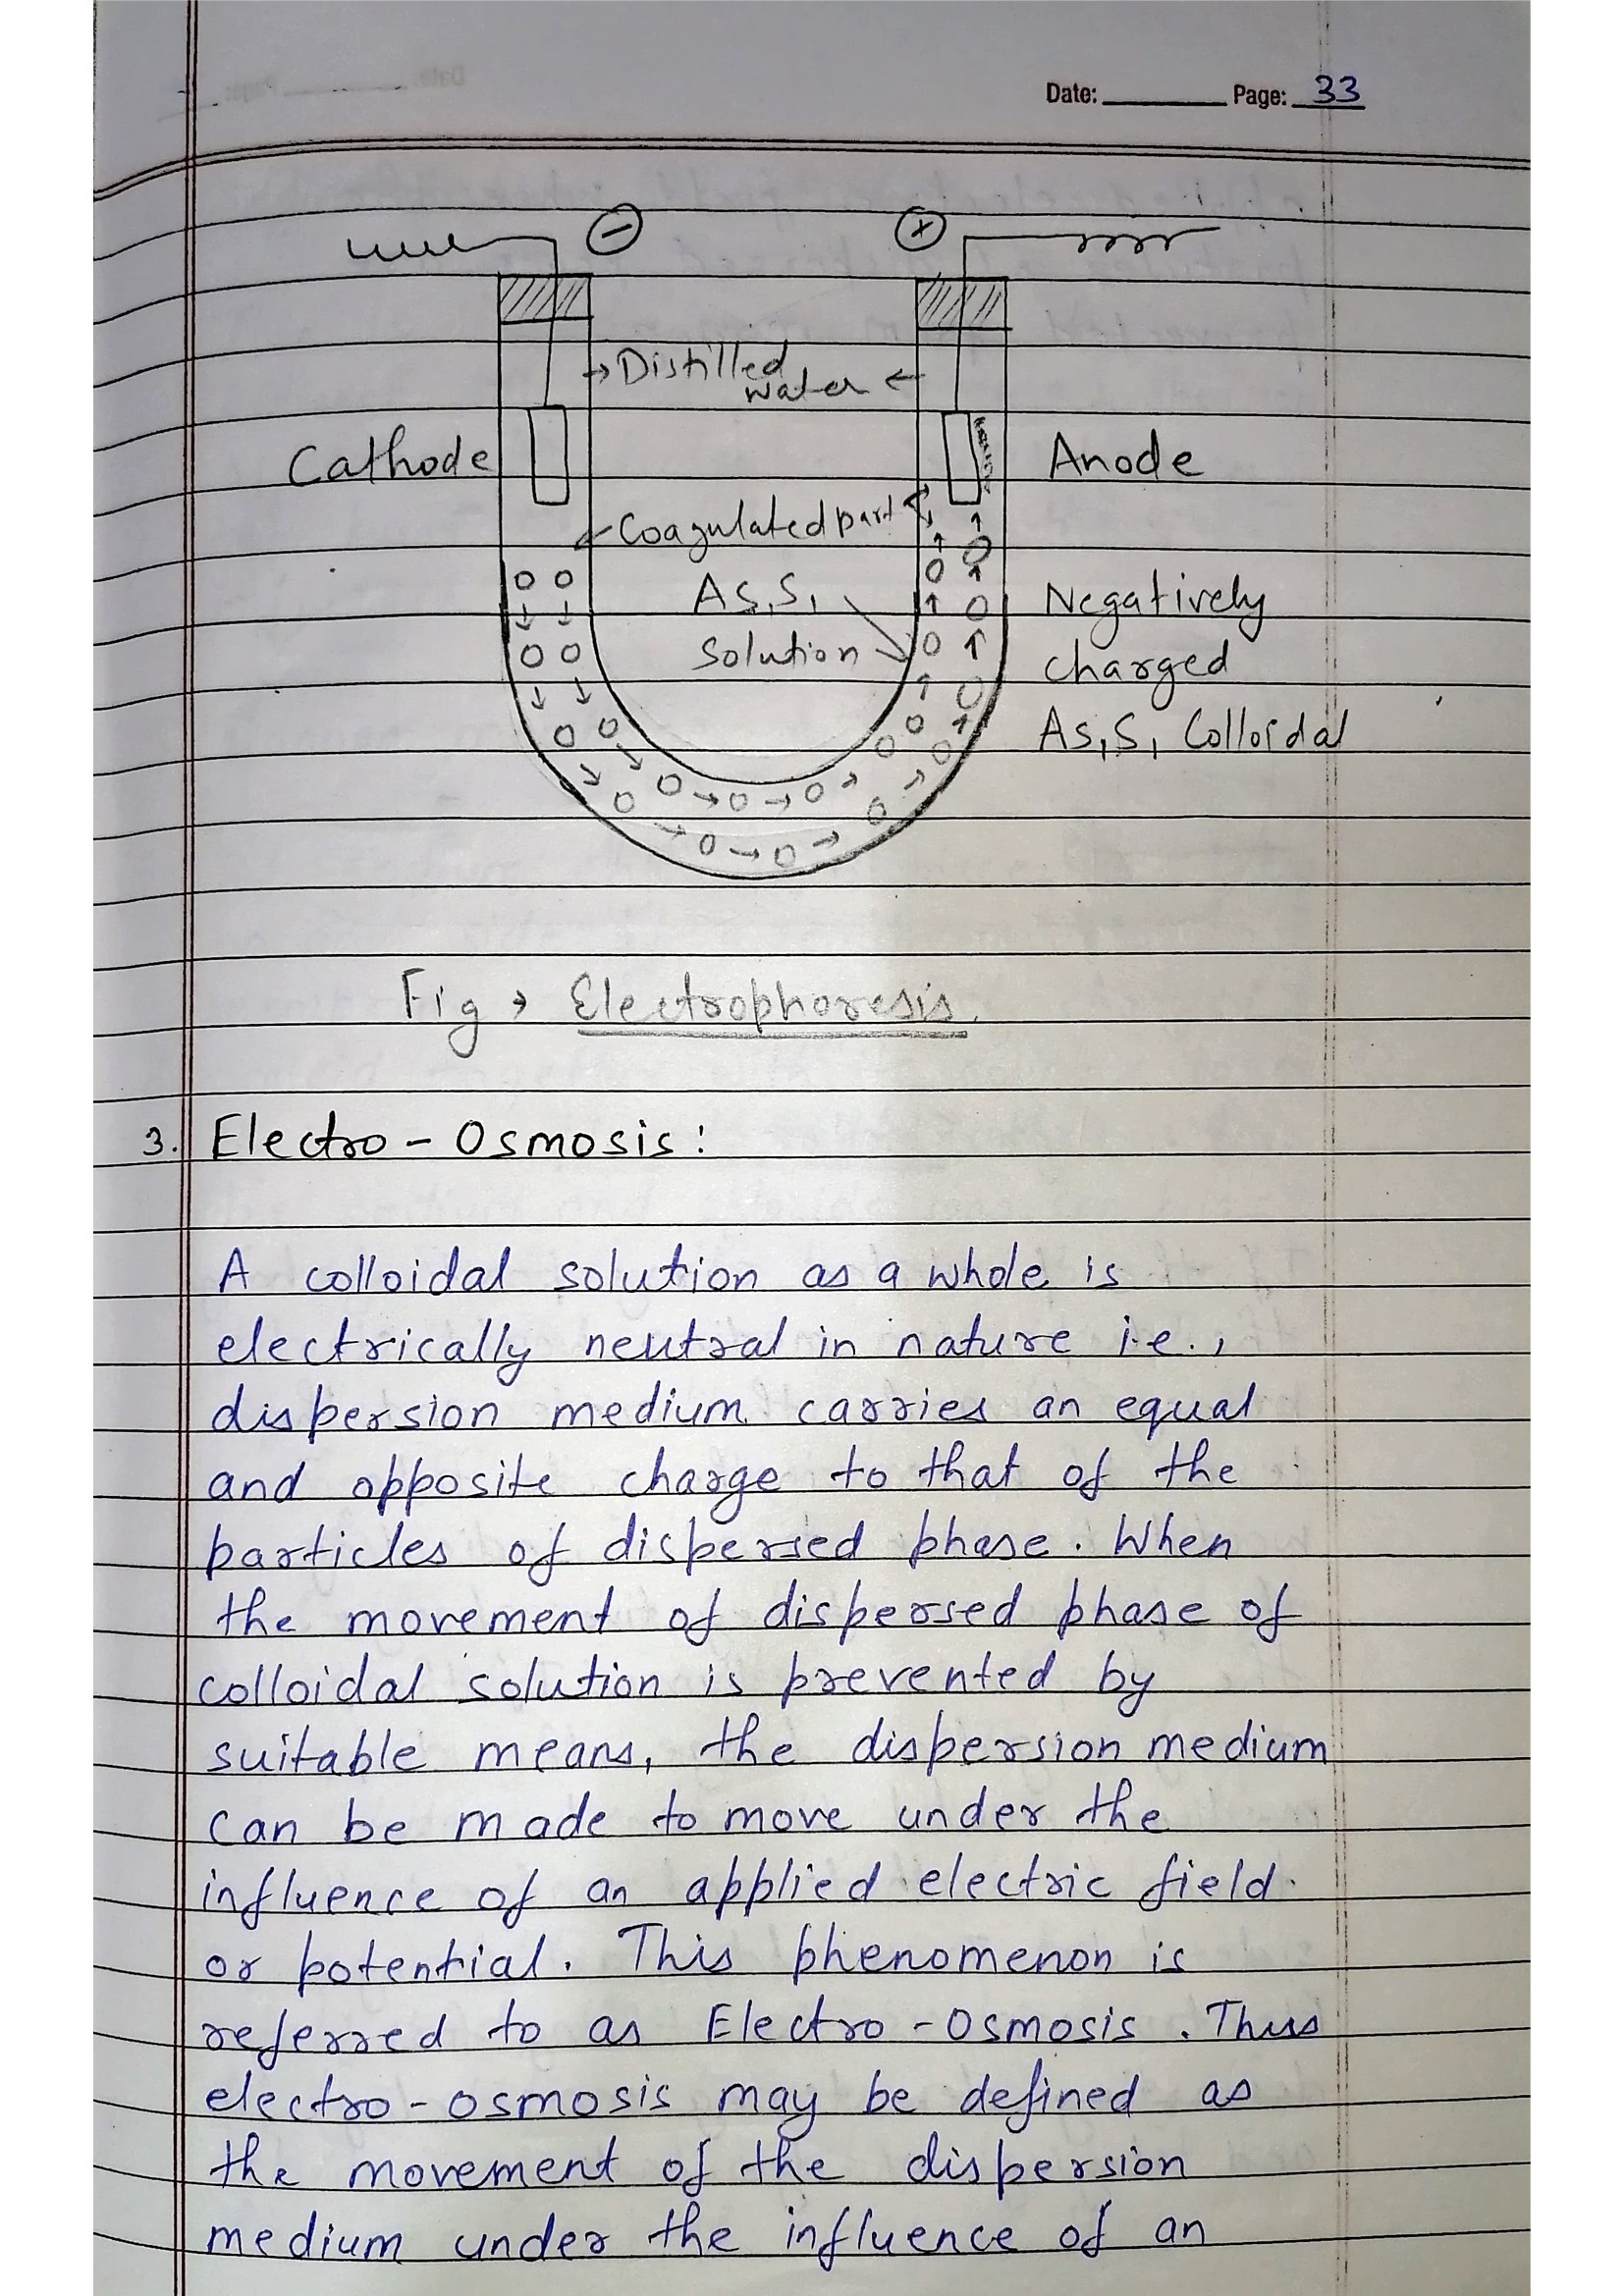 Date: ______ Page: 33
− +
Distilled
water
Cathode
Anode
Coagulated part
As₁S₁
Solution
Negatively
charged
As₁S₁ Colloidal
Fig → Electrophoresis.
3. Electro - Osmosis :
A colloidal solution as a whole is
electrically neutral in nature i.e.,
dispersion medium carries an equal
and opposite charge to that of the
particles of dispersed phase. When
the movement of dispersed phase of
colloidal solution is prevented by
suitable means, the dispersion medium
can be made to move under the
influence of an applied electric field
or potential. This phenomenon is
referred to as Electro - Osmosis. Thus
electro - osmosis may be defined as
the movement of the dispersion
medium under the influence of an